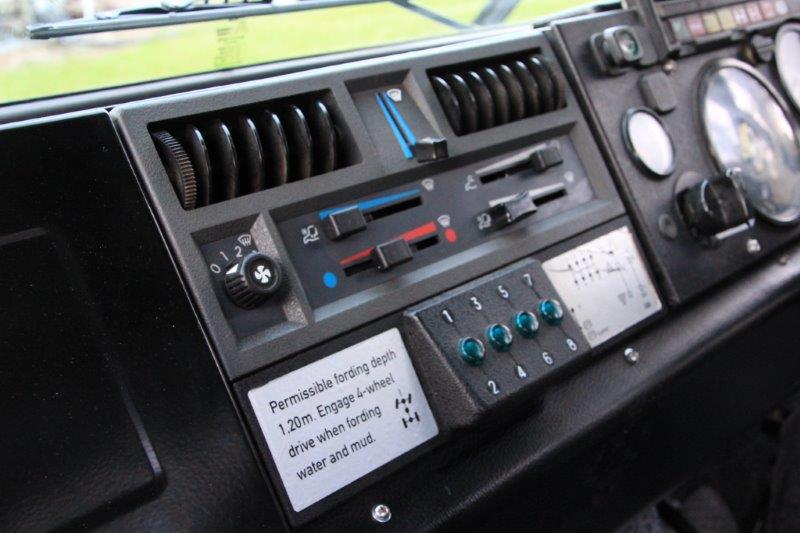 0 1 2
1 3 5 7
2 4 6 8
Permissible fording depth
1.20m. Engage 4-wheel
drive when fording
water and mud.